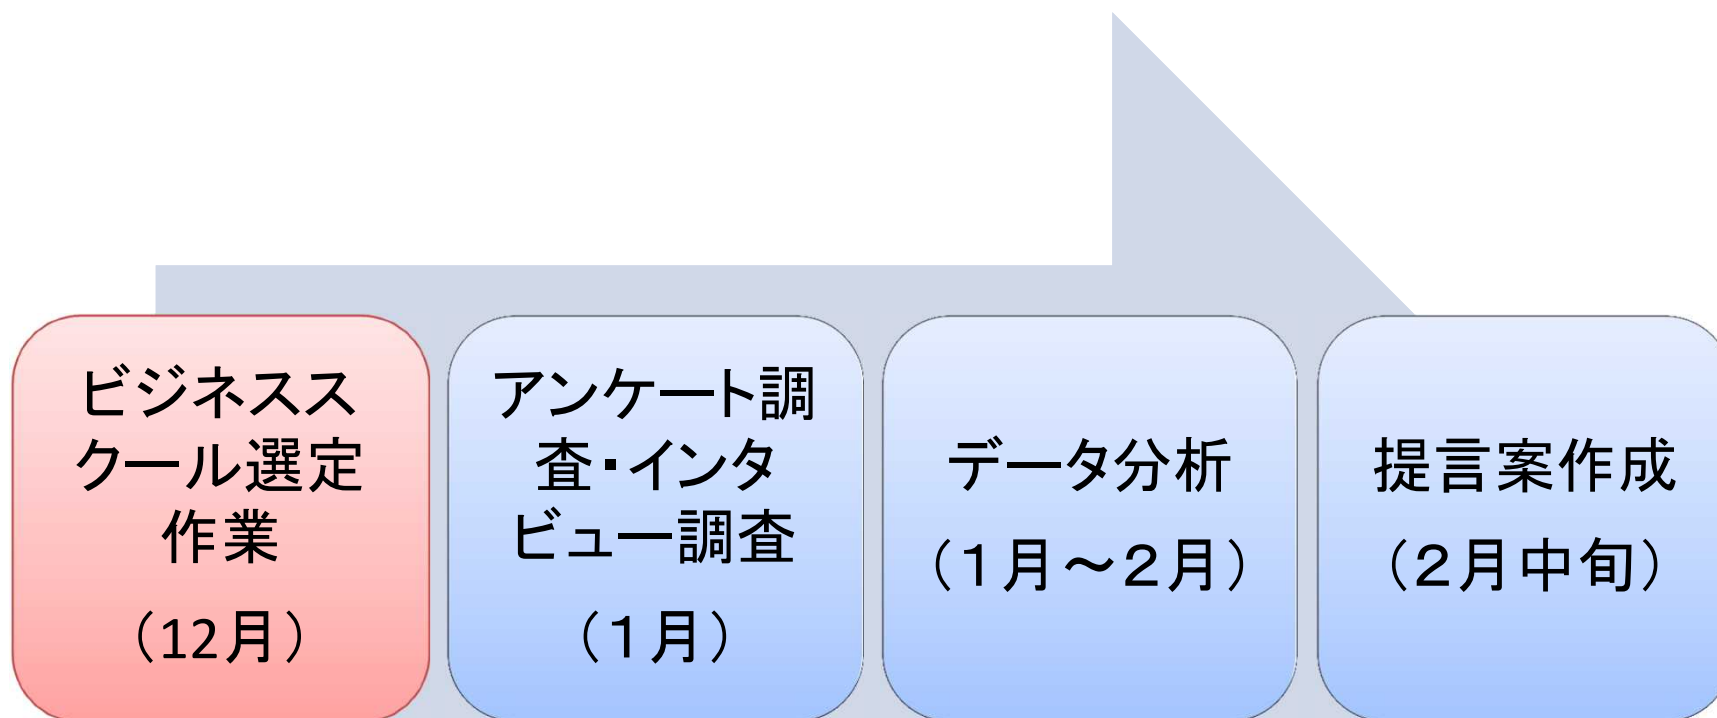 ビジネスス
クール選定
作業
（12月）
アンケート調
査・インタ
ビュー調査
（１月）
データ分析
（１月～２月）
提言案作成
（２月中旬）